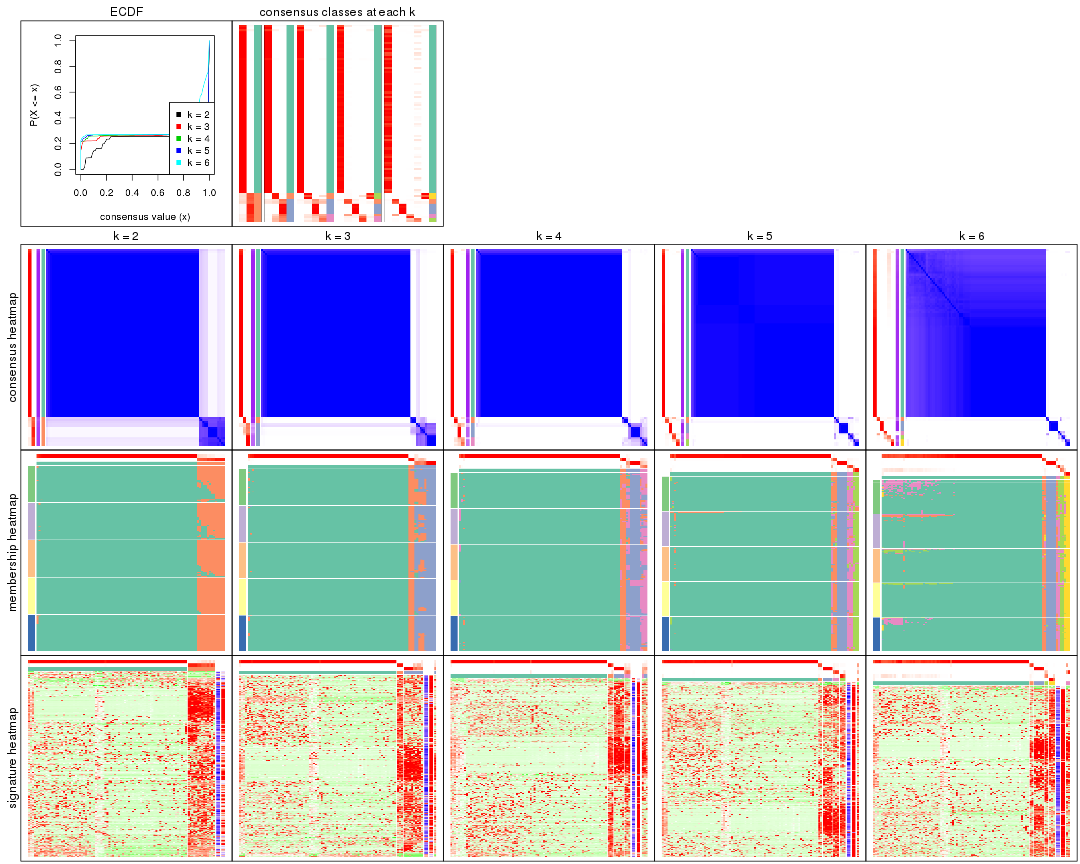 ECDF
consensus classes at each k
P(X <= x)
1.0
0.8
0.6
0.4
0.2
0.0
k = 2
k = 3
k = 4
k = 5
k = 6
0.0 0.2 0.4 0.6 0.8 1.0
consensus value (x)
k = 2
k = 3
k = 4
k = 5
k = 6
consensus heatmap
membership heatmap
signature heatmap